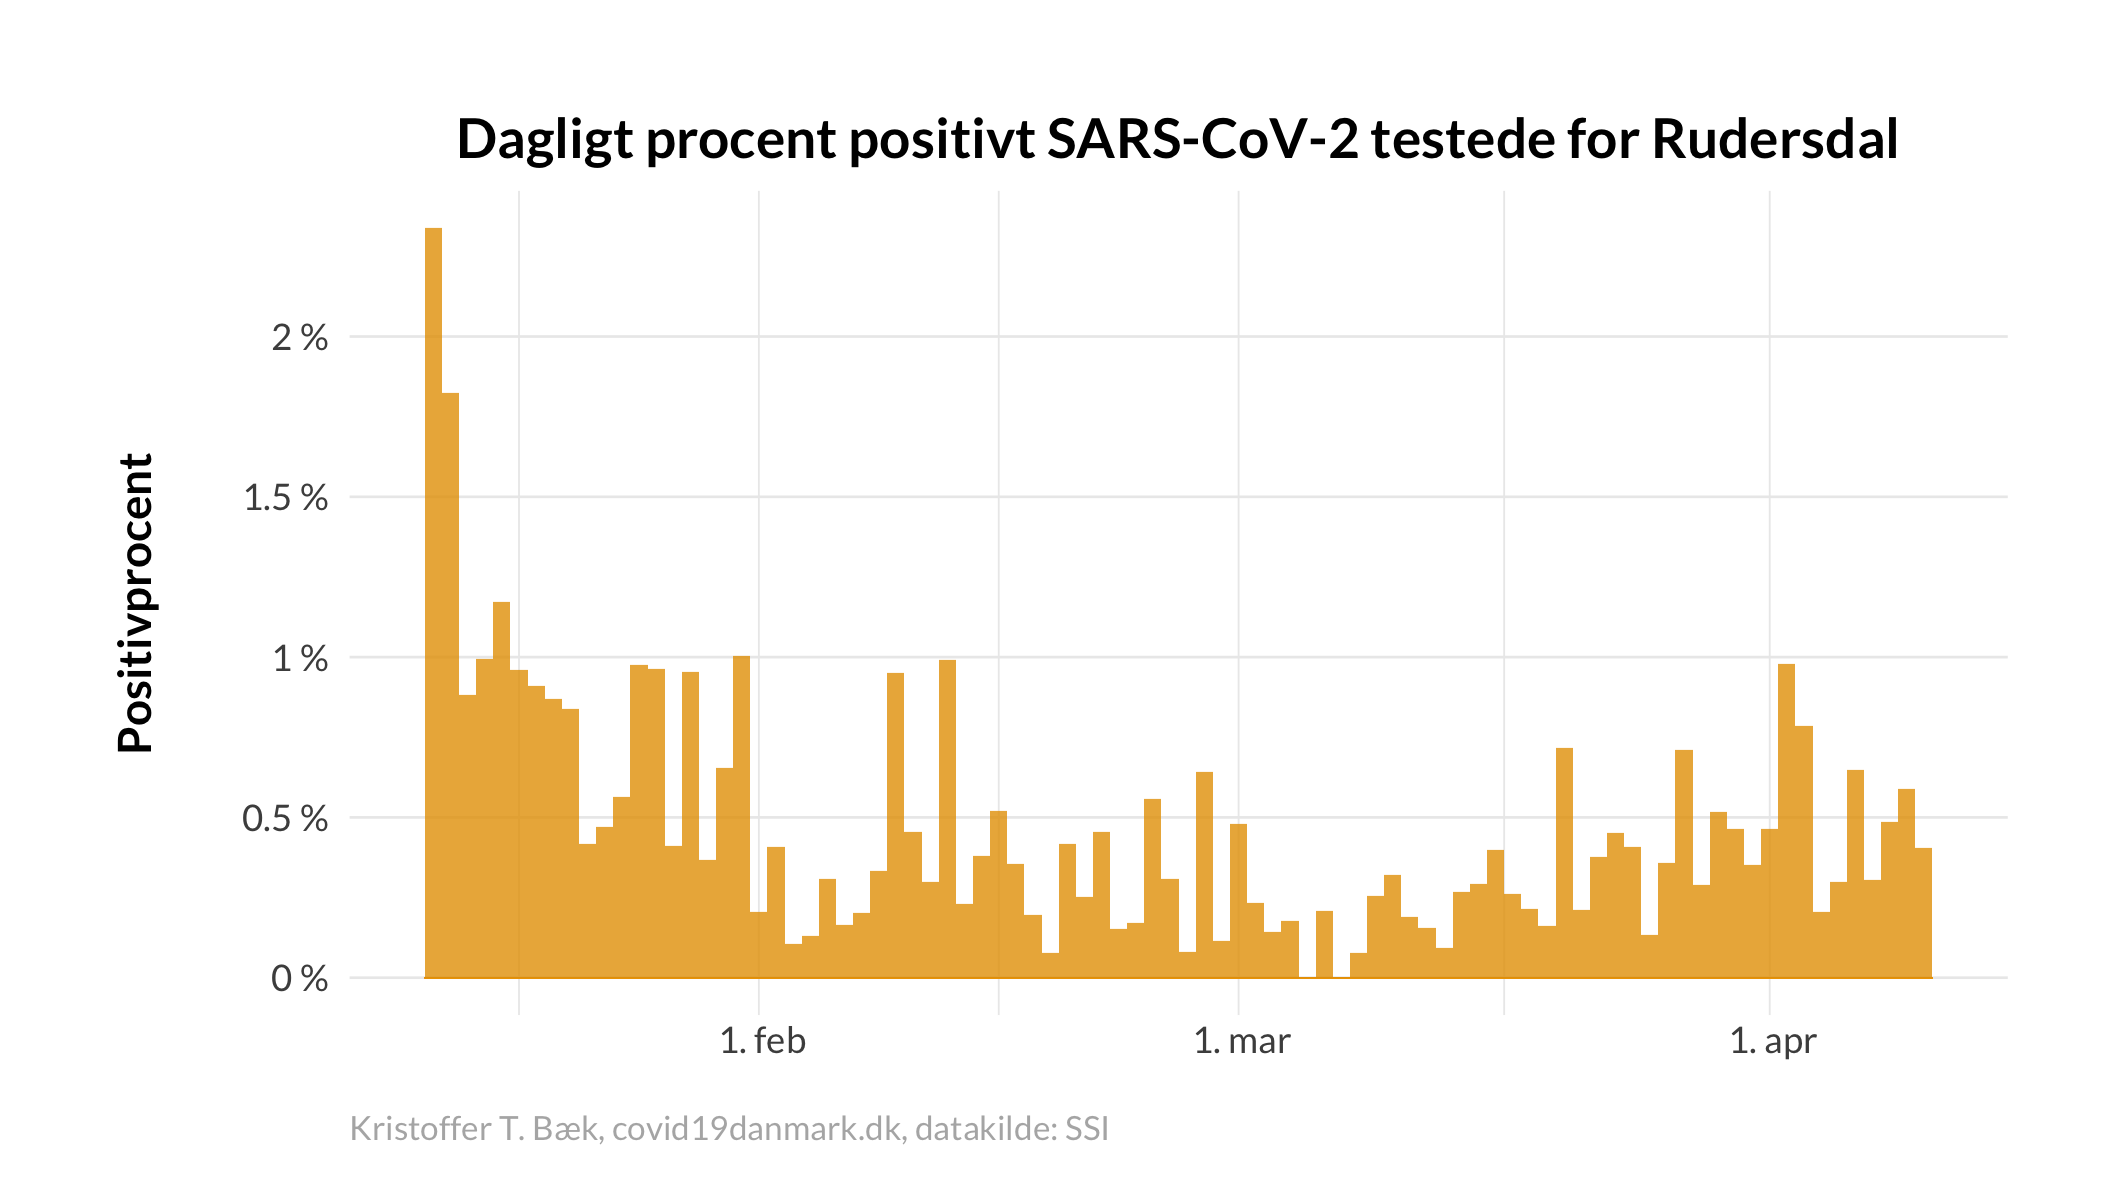 Dagligt procent positivt SARS-CoV-2 testede for Rudersdal
Positivprocent
2 %
1.5 %
1 %
0.5 %
0 %
1. feb
1. mar
1. apr
Kristoffer T. Bæk, covid19danmark.dk, datakilde: SSI